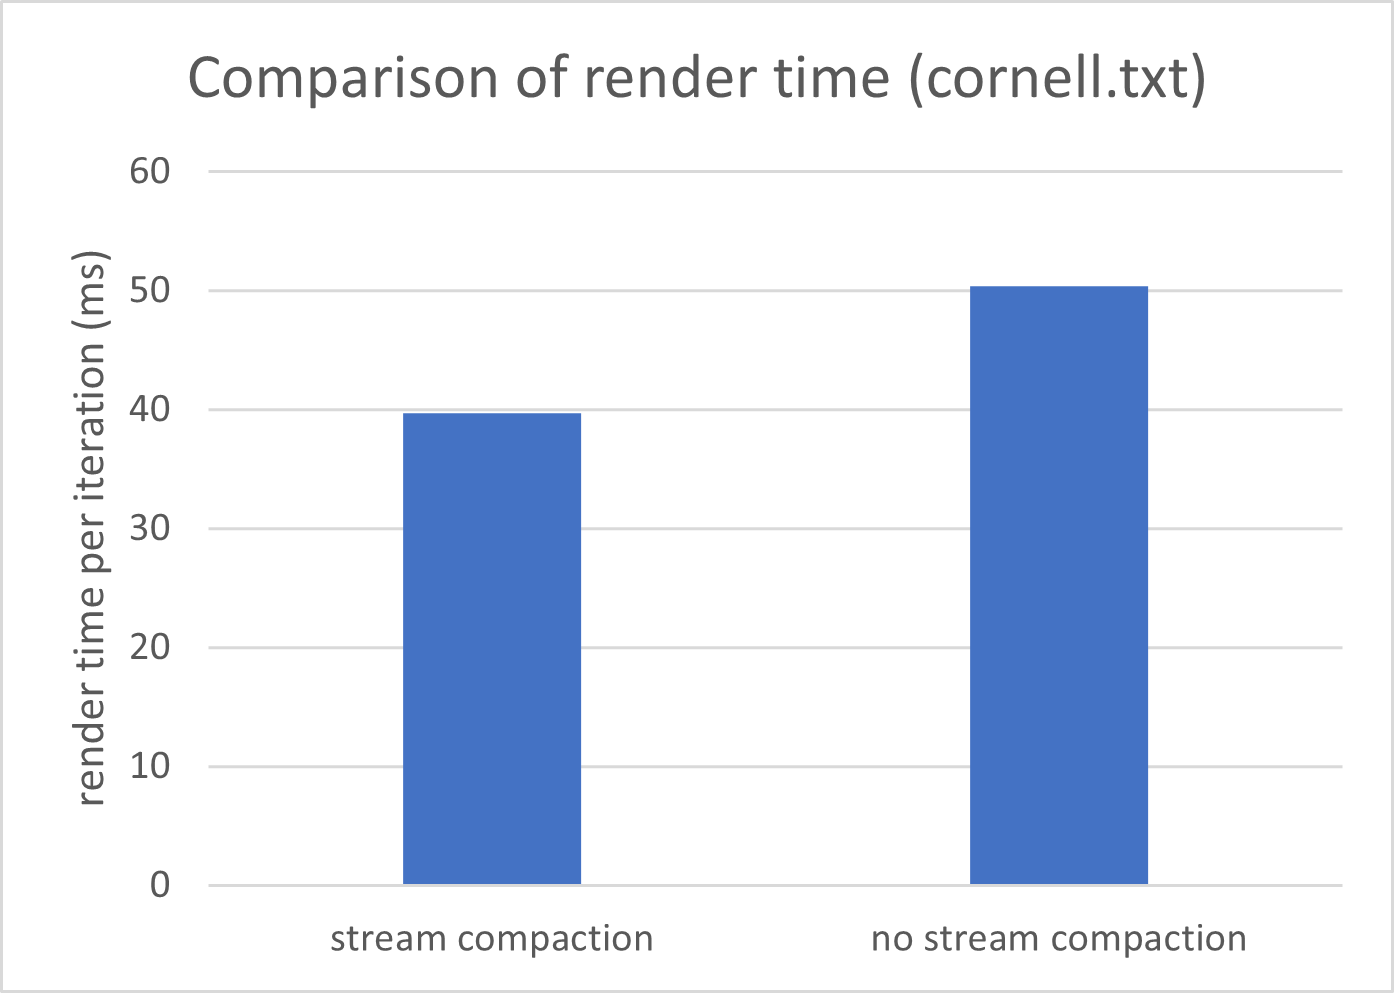 Comparison of render time (cornell.txt)
render time per iteration (ms)
60
50
40
30
20
10
0
stream compaction
no stream compaction